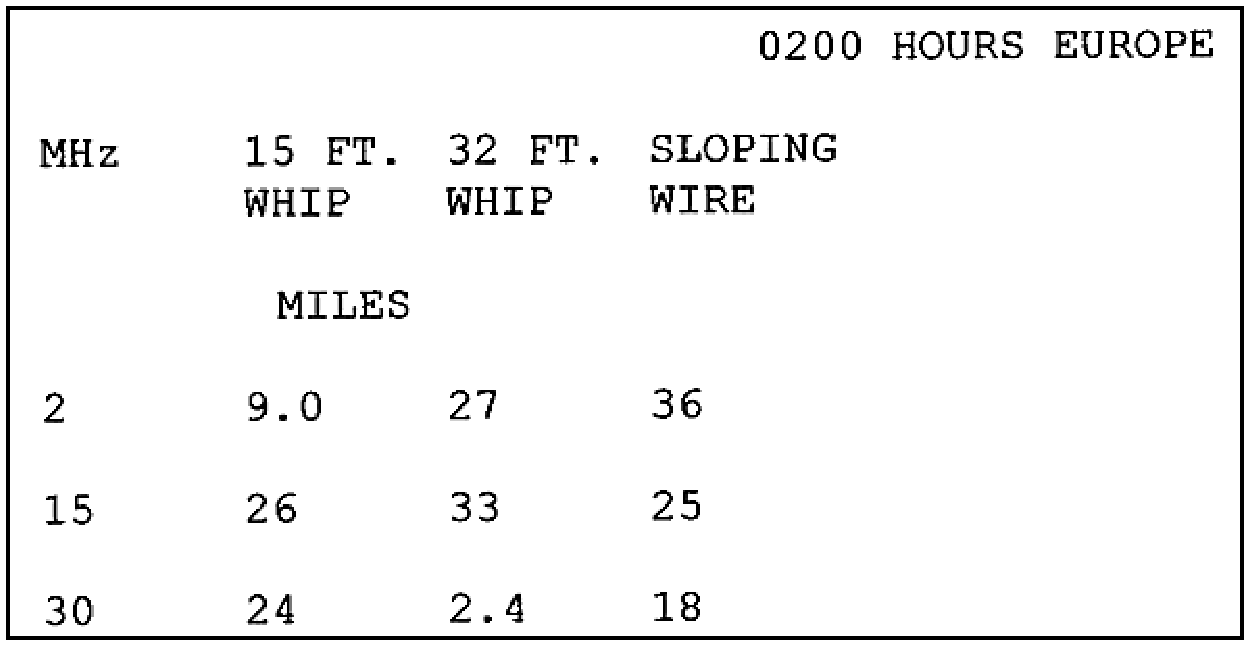 0200 HOURS EUROPE
MHz 15 FT. 32 FT. SLOPING
WHIP WHIP WIRE
MILES
2 9.0 27 36
15 26 33 25
30 24 2.4 18